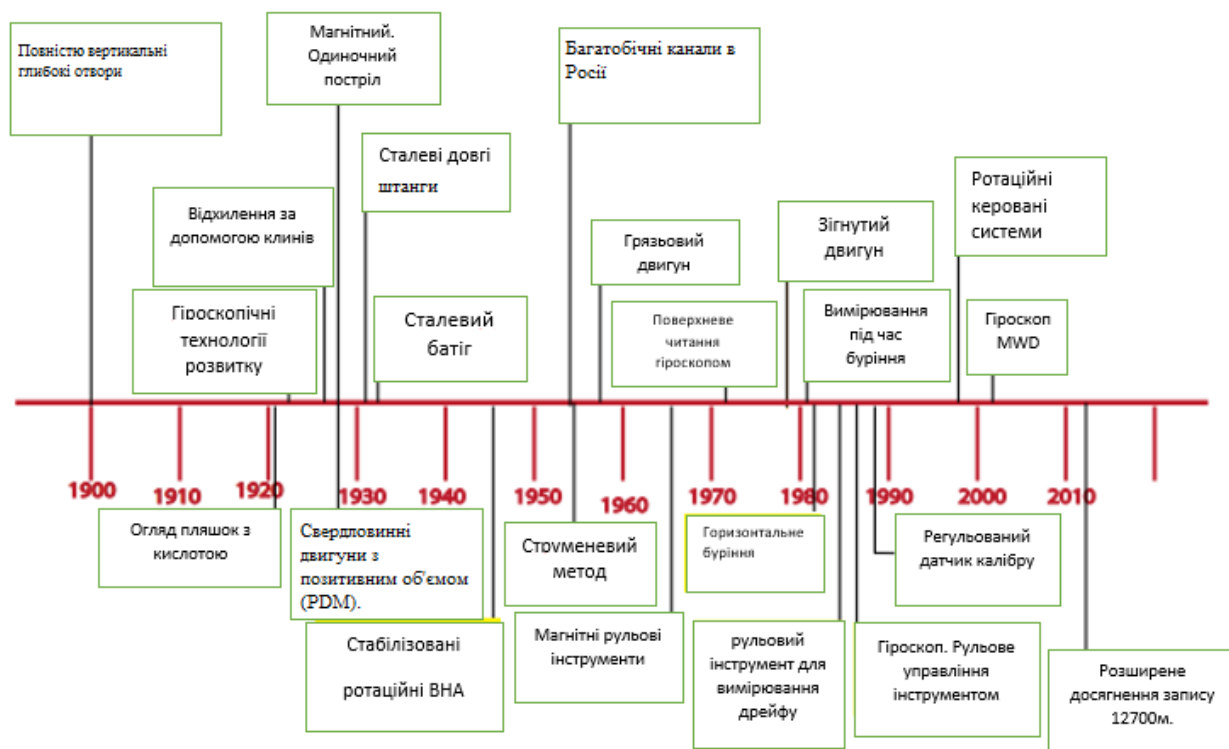 Повністю вертикальні
глибокі отвори
Магнітний.
Одиночний
постріл
Багатобічні канали в
Росії
Сталеві довгі
штанги
Відхилення за
допомогою клинів
Гіроскопічні
технології
розвитку
Сталевий
батіг
Грязьовий
двигун
Поверхневе
читання
гіроскопом
Зігнутий
двигун
Вимірювання
під час
буріння
Ротаційні
керовані
системи
Гіроскоп
MWD
1900
1910
1920
1930
1940
1950
1960
1970
1980
1990
2000
2010
Огляд пляшок з
кислотою
Свердловинні
двигуни з
позитивним об'ємом
(PDM).
Стабілізовані
ротаційні ВНА
Струменевий
метод
Магнітні рульові
інструменти
Горизонтальне
буріння
рульовий
інструмент для
вимірювання
дрейфу
Регульований
датчик калібру
Гіроскоп. Рульове
управління
інструментом
Розширене
досягнення запису
12700м.